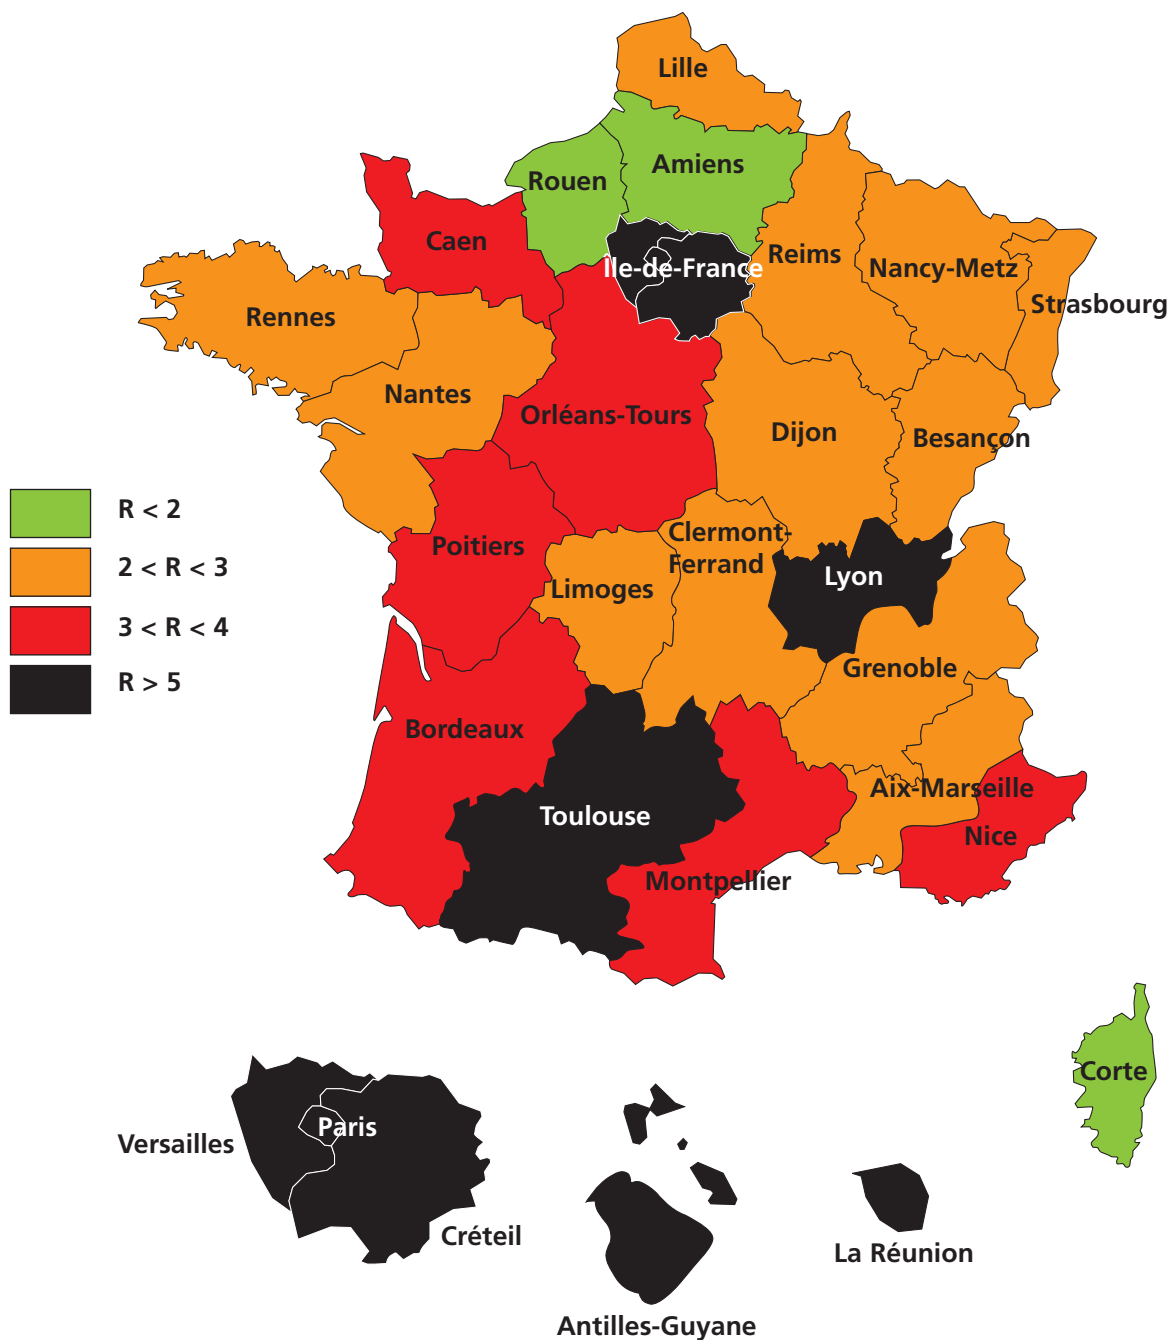 Lille
Amiens
Rouen
Caen
Île-de-France
Reims
Nancy-Metz
Strasbourg
Rennes
Nantes
Orléans-Tours
Dijon
Besançon
R < 2
2 < R < 3
3 < R < 4
R > 5
Poitiers
Clermont-
Ferrand
Limoges
Lyon
Grenoble
Bordeaux
Toulouse
Aix-Marseille
Nice
Montpellier
Corte
Versailles
Paris
Créteil
La Réunion
Antilles-Guyane